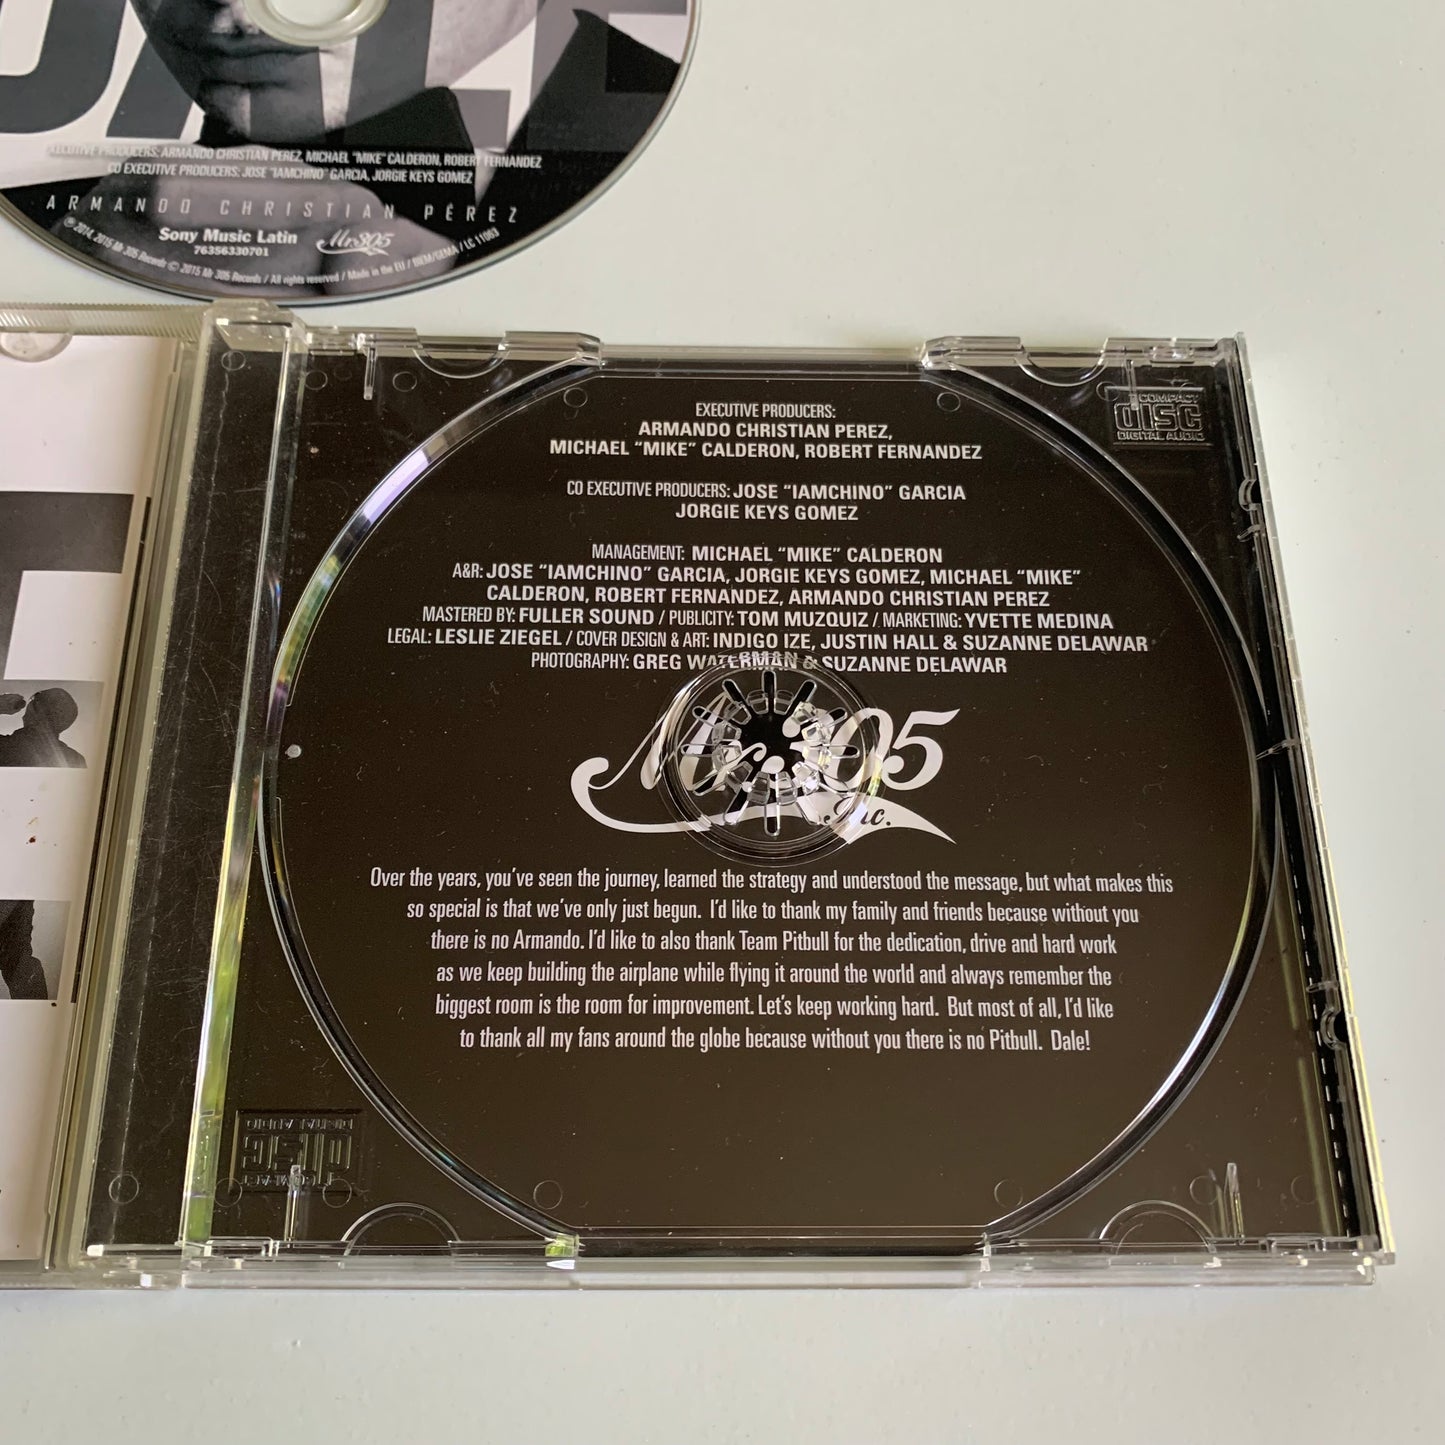 DALE
EXECUTIVE PRODUCERS: ARMANDO CHRISTIAN PEREZ, MICHAEL "MIKE" CALDERON, ROBERT FERNANDEZ
CO EXECUTIVE PRODUCERS: JOSE "IAMCHINO" GARCIA, JORGIE KEYS GOMEZ
ARMANDO CHRISTIAN PÉREZ
Sony Music Latin
76356330701
Mr.305
℗ 2014, 2015 Mr 305 Records © 2015 Mr 305 Records / All rights reserved / Made in the EU / BIEM/GEMA / LC 11063
COMPACT
disc
DIGITAL AUDIO
EXECUTIVE PRODUCERS:
ARMANDO CHRISTIAN PEREZ,
MICHAEL "MIKE" CALDERON, ROBERT FERNANDEZ
CO EXECUTIVE PRODUCERS: JOSE "IAMCHINO" GARCIA
JORGIE KEYS GOMEZ
MANAGEMENT: MICHAEL "MIKE" CALDERON
A&R: JOSE "IAMCHINO" GARCIA, JORGIE KEYS GOMEZ, MICHAEL "MIKE"
CALDERON, ROBERT FERNANDEZ, ARMANDO CHRISTIAN PEREZ
MASTERED BY: FULLER SOUND / PUBLICITY: TOM MUZQUIZ / MARKETING: YVETTE MEDINA
LEGAL: LESLIE ZIEGEL / COVER DESIGN & ART: INDIGO IZE, JUSTIN HALL & SUZANNE DELAWAR
PHOTOGRAPHY: GREG WATERMAN & SUZANNE DELAWAR
Mr.305
Inc.
Over the years, you've seen the journey, learned the strategy and understood the message, but what makes this
so special is that we've only just begun. I'd like to thank my family and friends because without you
there is no Armando. I'd like to also thank Team Pitbull for the dedication, drive and hard work
as we keep building the airplane while flying it around the world and always remember the
biggest room is the room for improvement. Let's keep working hard. But most of all, I'd like
to thank all my fans around the globe because without you there is no Pitbull. Dale!
COMPACT
disc
DIGITAL AUDIO